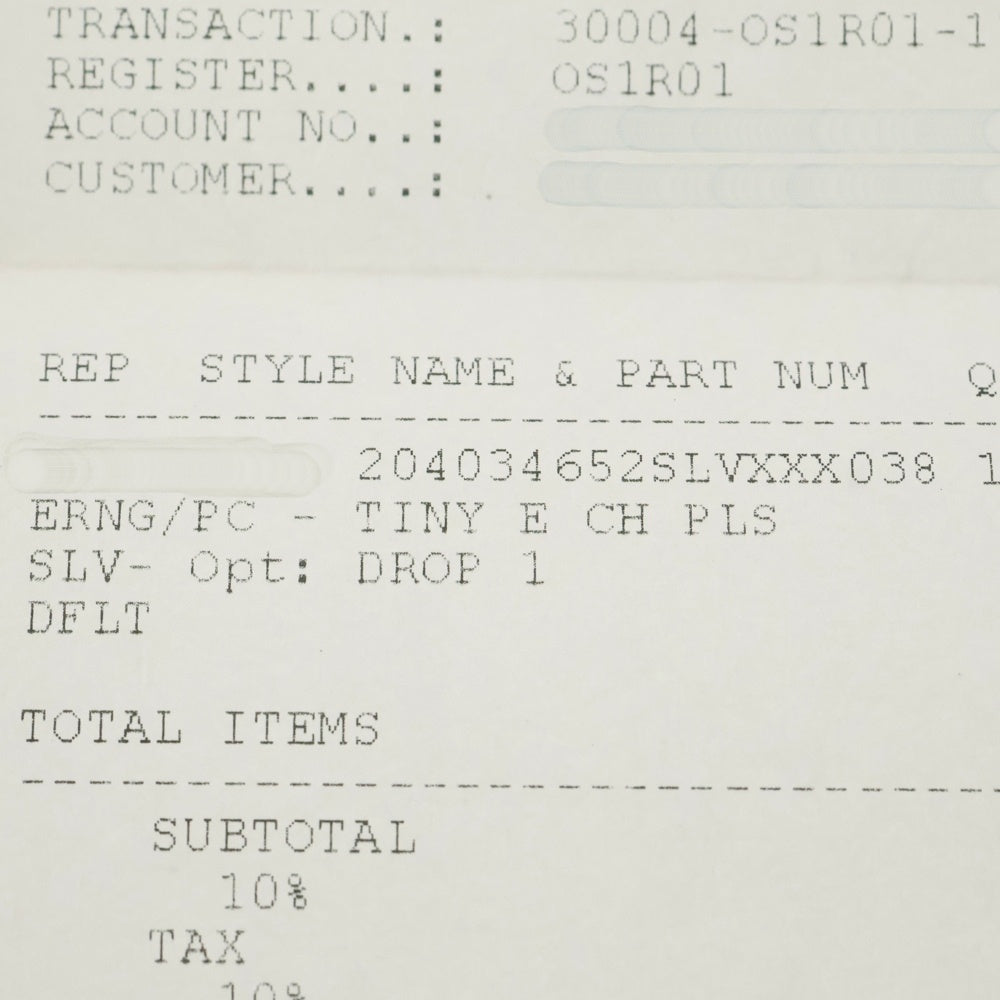 TRANSACTION.: 30004-OS1R01-1
REGISTER....: OS1R01
ACCOUNT NO..:
CUSTOMER....:
REP STYLE NAME & PART NUM Q
204034652SLVXXX038 1
ERNG/PC - TINY E CH PLS
SLV- Opt: DROP 1
DFLT
TOTAL ITEMS
SUBTOTAL
10%
TAX
10%